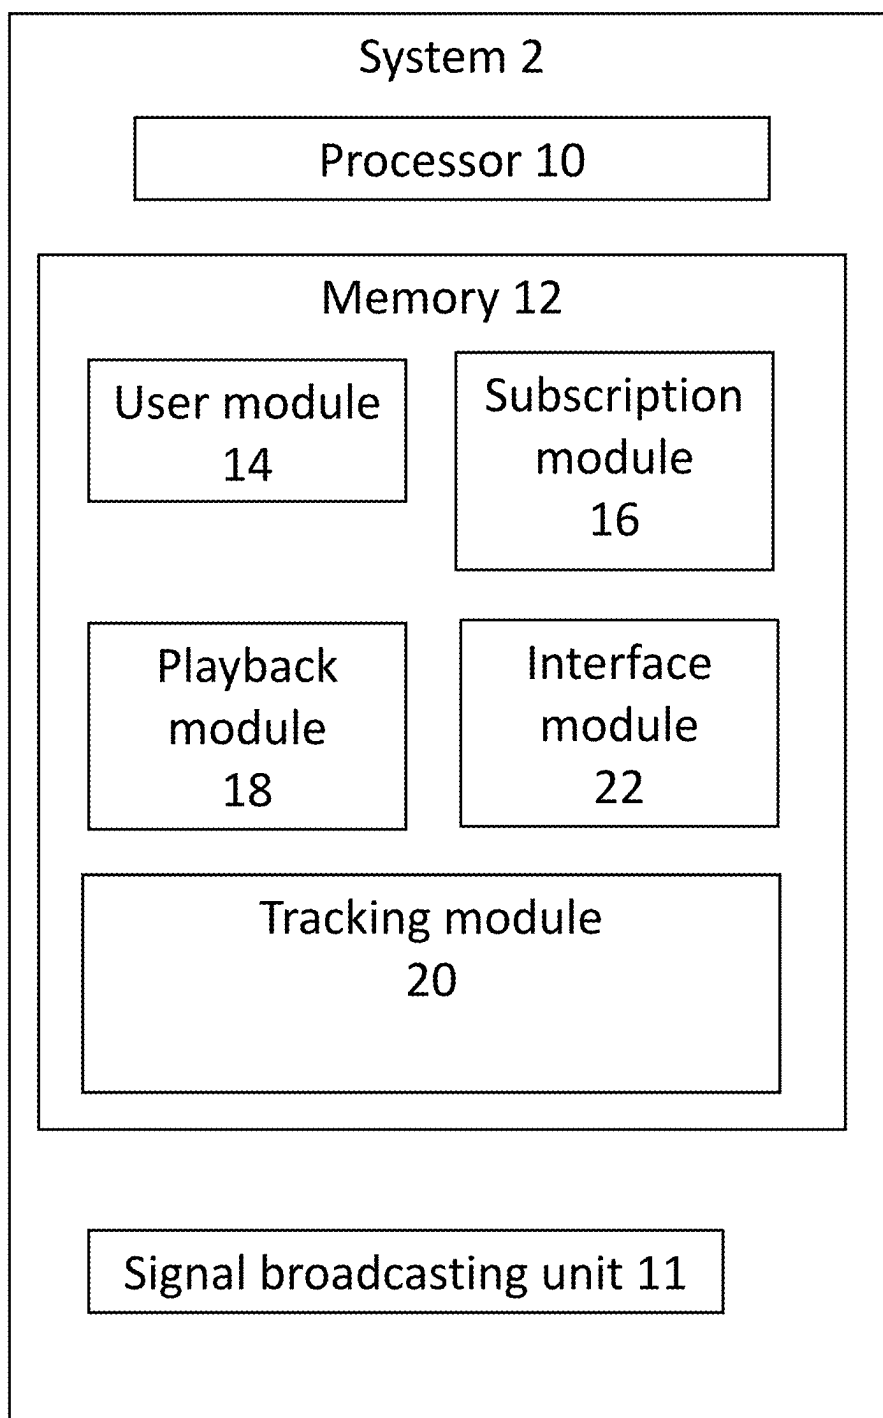 System 2
Processor 10
Memory 12
User module
14
Subscription
module
16
Playback
module
18
Interface
module
22
Tracking module
20
Signal broadcasting unit 11